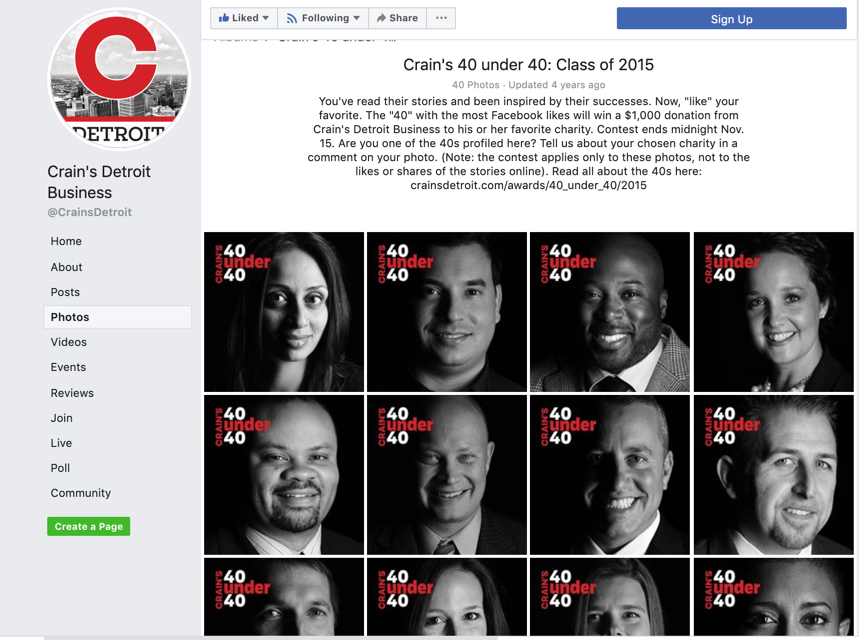 Liked
Following
Share
Sign Up
Crain's 40 under 40: Class of 2015
40 Photos · Updated 4 years ago
You've read their stories and been inspired by their successes. Now, "like" your
favorite. The "40" with the most Facebook likes will win a $1,000 donation from
Crain's Detroit Business to his or her favorite charity. Contest ends midnight Nov.
15. Are you one of the 40s profiled here? Tell us about your chosen charity in a
comment on your photo. (Note: the contest applies only to these photos, not to the
likes or shares of the stories online). Read all about the 40s here:
crainsdetroit.com/awards/40_under_40/2015
C
DETROIT
Crain's Detroit
Business
@CrainsDetroit
Home
About
Posts
Photos
Videos
Events
Reviews
Join
Live
Poll
Community
Create a Page
CRAIN'S 40 under 40
CRAIN'S 40 under 40
CRAIN'S 40 under 40
CRAIN'S 40 under 40
CRAIN'S 40 under 40
CRAIN'S 40 under 40
CRAIN'S 40 under 40
CRAIN'S 40 under 40
CRAIN'S 40 under 40
CRAIN'S 40 under 40
CRAIN'S 40 under 40
CRAIN'S 40 under 40